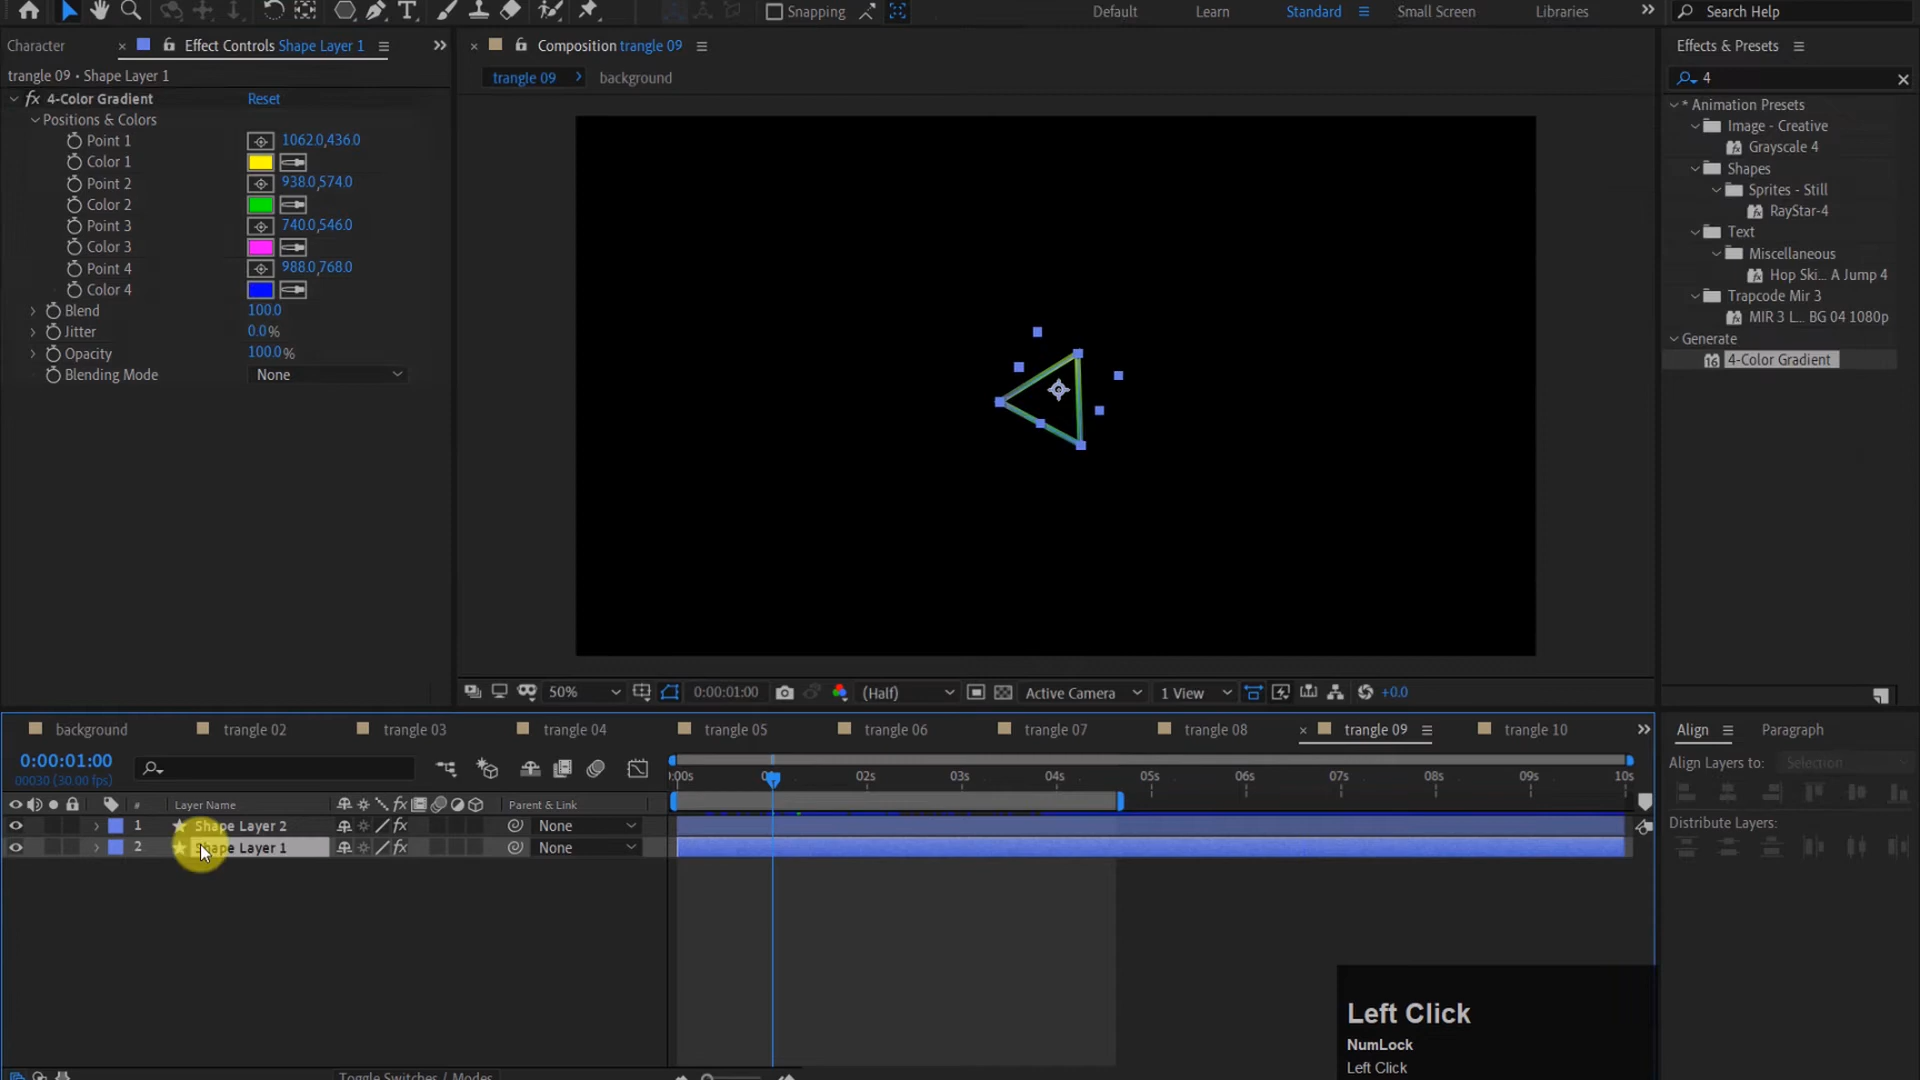 Snapping
Default
Learn
Standard
Small Screen
Libraries
Search Help
Character
Effect Controls Shape Layer 1
Composition trangle 09
Effects & Presets
trangle 09 • Shape Layer 1
trangle 09
background
4
fx 4-Color Gradient Reset
Positions & Colors
Point 1 1062.0,436.0
Color 1
Point 2 938.0,574.0
Color 2
Point 3 740.0,546.0
Color 3
Point 4 988.0,768.0
Color 4
Blend 100.0
Jitter 0.0%
Opacity 100.0%
Blending Mode None
* Animation Presets
Image - Creative
Grayscale 4
Shapes
Sprites - Still
RayStar-4
Text
Miscellaneous
Hop Ski... A Jump 4
Trapcode Mir 3
MIR 3 L... BG 04 1080p
Generate
4-Color Gradient
50% 0:00:01:00 (Half) Active Camera 1 View +0.0
background
trangle 02
trangle 03
trangle 04
trangle 05
trangle 06
trangle 07
trangle 08
trangle 09
trangle 10
Align
Paragraph
0:00:01:00
00030 (30.00 fps)
Align Layers to: Selection
:00s 02s 03s 04s 05s 06s 07s 08s 09s 10s
# Layer Name Parent & Link
1 Shape Layer 2 fx None
2 Shape Layer 1 fx None
Distribute Layers:
Left Click
NumLock
Left Click
Toggle Switches / Modes